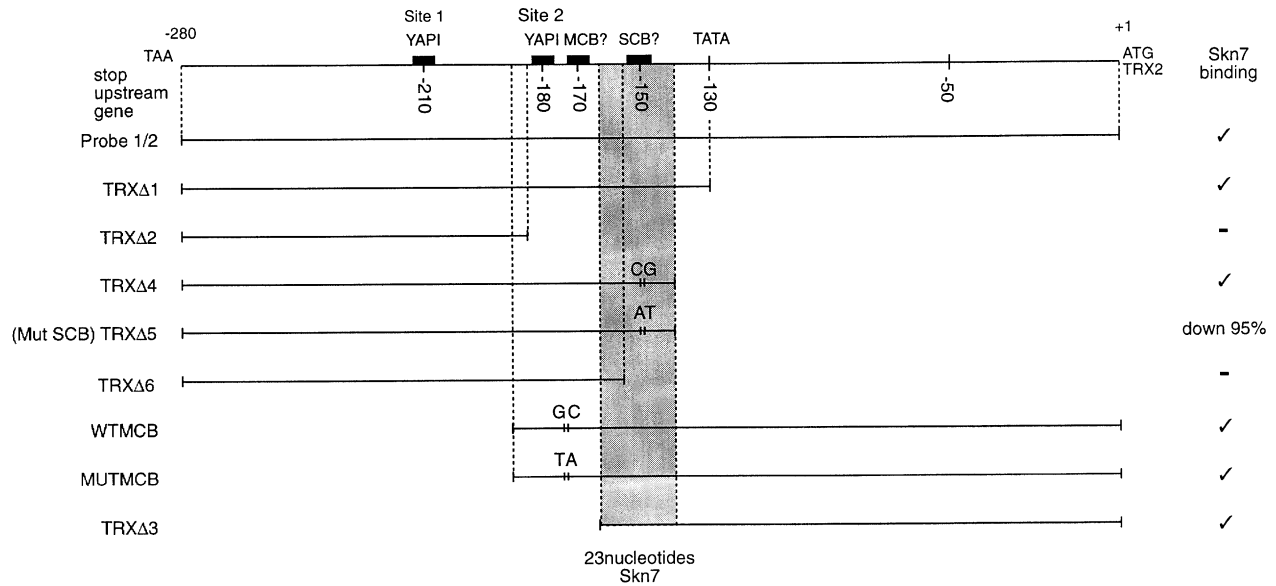 Site 1 Site 2
-280 YAPI YAPI MCB? SCB? TATA +1
TAA ATG
TRX2
Skn7
binding
stop
upstream
gene
-210 -180 -170 -150 -130 -50
Probe 1/2 ✓
TRXΔ1 ✓
TRXΔ2 -
CG
TRXΔ4 ✓
AT
(Mut SCB) TRXΔ5 down 95%
TRXΔ6 -
GC
WTMCB ✓
TA
MUTMCB ✓
TRXΔ3 ✓
23nucleotides
Skn7